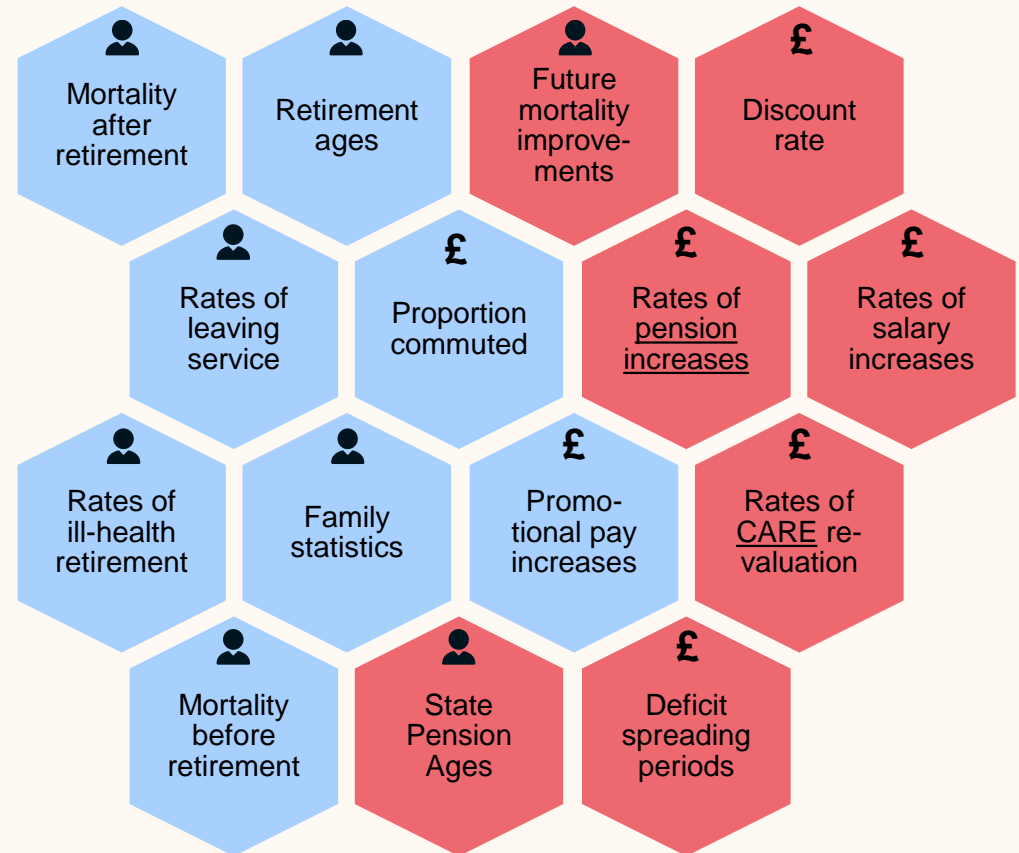 Mortality
after
retirement
Retirement
ages
Future
mortality
improve-
ments
£
Discount
rate
Rates of
leaving
service
£
Proportion
commuted
£
Rates of
pension
increases
£
Rates of
salary
increases
Rates of
ill-health
retirement
Family
statistics
£
Promo-
tional pay
increases
£
Rates of
CARE re-
valuation
Mortality
before
retirement
State
Pension
Ages
£
Deficit
spreading
periods